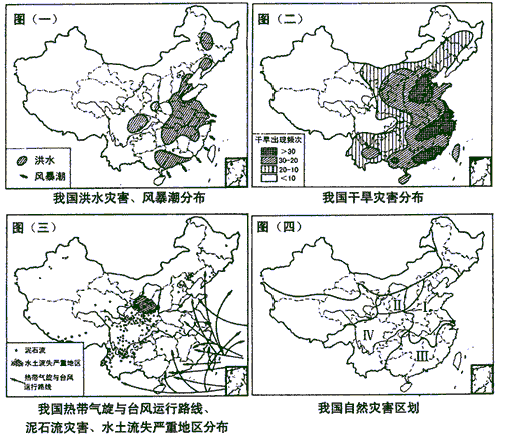 图（一）
洪水
风暴潮
我国洪水灾害、风暴潮分布
图（二）
干旱出现频次
>30
30-20
20-10
<10
我国干旱灾害分布
图（三）
泥石流
水土流失严重地区
热带气旋与台风
运行路线
我国热带气旋与台风运行路线、
泥石流灾害、水土流失严重地区分布
图（四）
I
II
IV
III
我国自然灾害区划